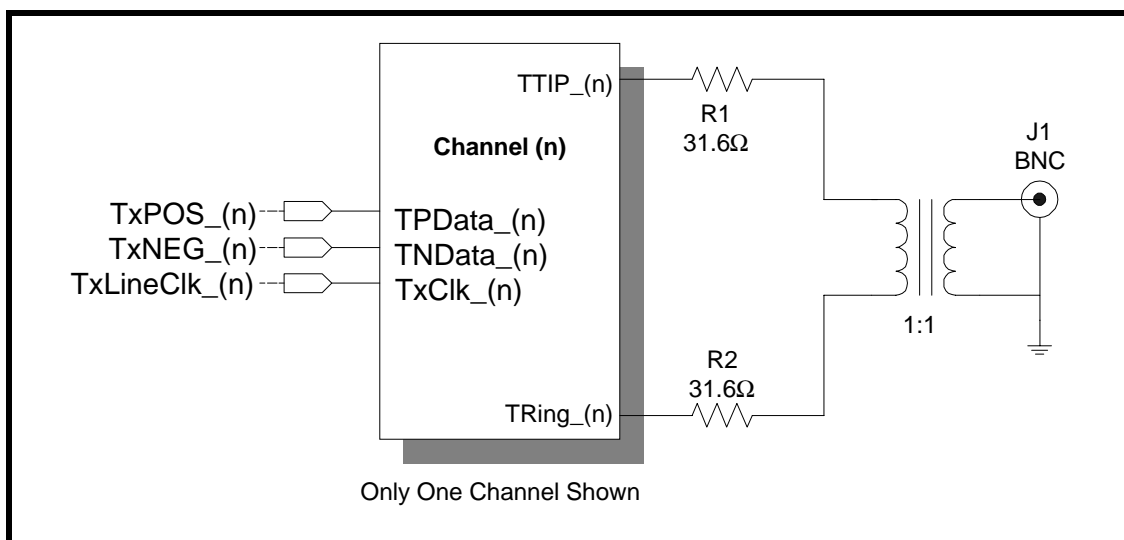 TTIP_(n)
R1
31.6Ω
Channel (n)
J1
BNC
TxPOS_(n)
TPData_(n)
TxNEG_(n)
TNData_(n)
TxLineClk_(n)
TxClk_(n)
1:1
R2
31.6Ω
TRing_(n)
Only One Channel Shown